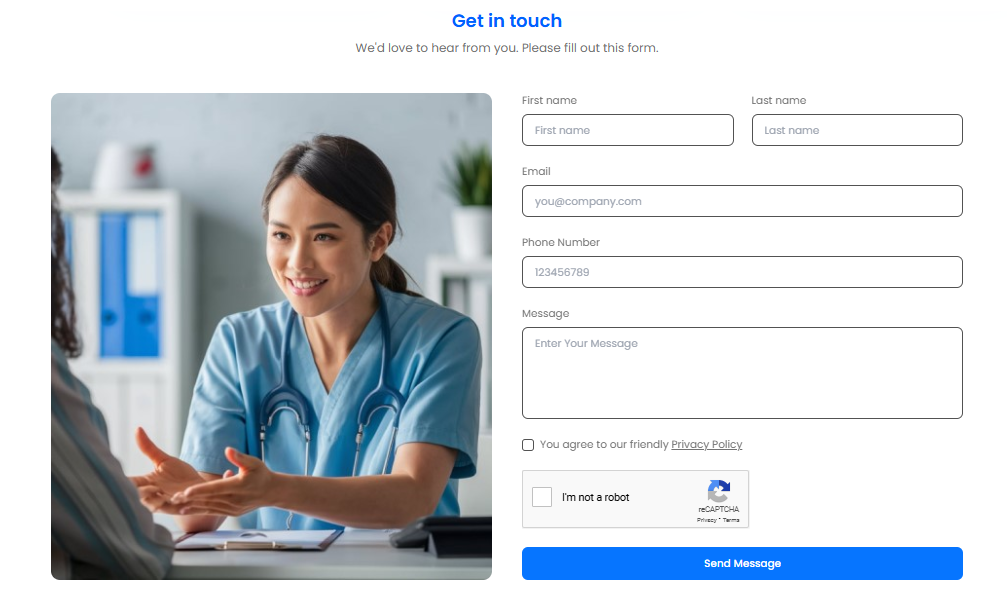 Get in touch
We'd love to hear from you. Please fill out this form.
First name
Last name
First name
Last name
Email
you@company.com
Phone Number
123456789
Message
Enter Your Message
You agree to our friendly Privacy Policy
I'm not a robot
reCAPTCHA
Privacy - Terms
Send Message